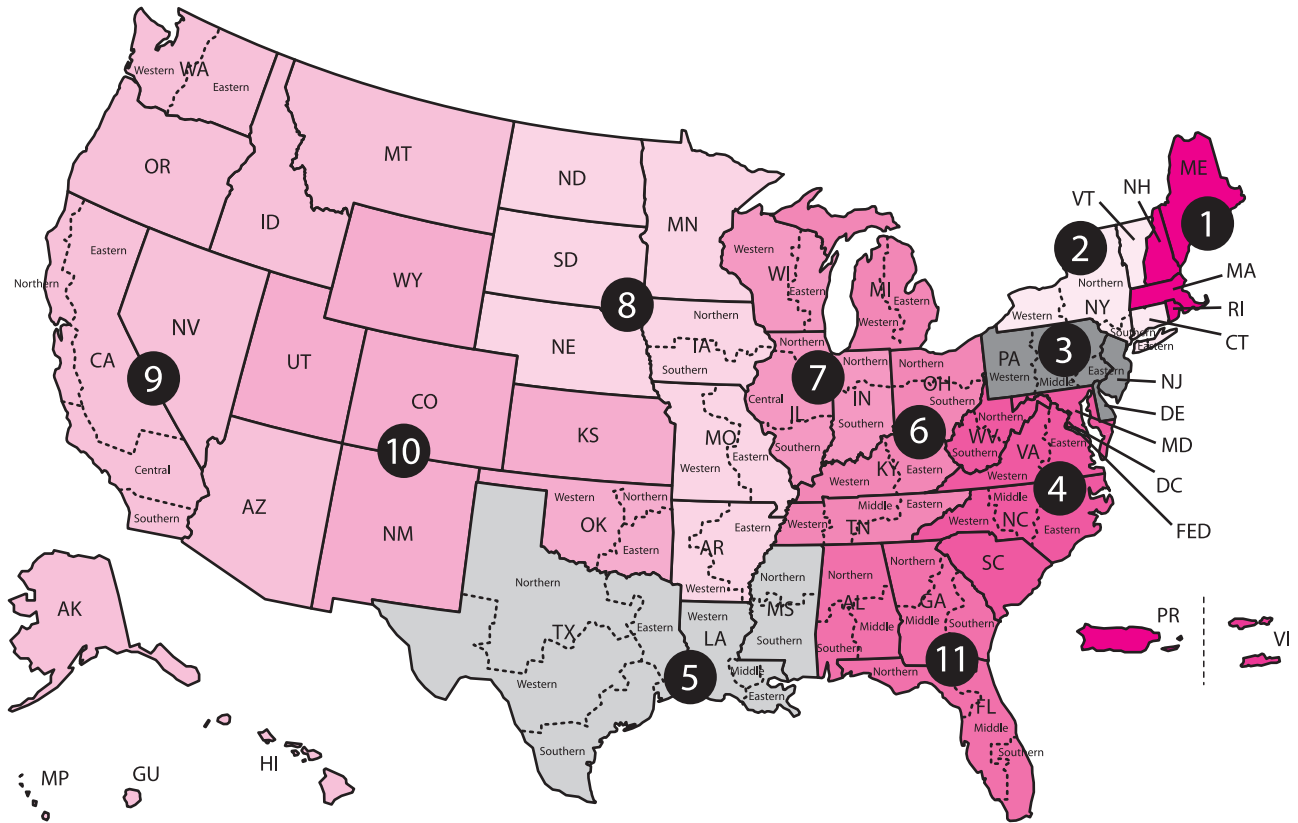 WA
Western
Eastern
OR
MT
ID
WY
ND
SD
NE
MN
8
Northern
IA
Southern
Eastern
Northern
CA
NV
9
Central
Southern
UT
AZ
CO
10
NM
KS
Western
Northern
OK
Eastern
MO
Western
Eastern
Eastern
AR
Western
Northern
TX
Eastern
Western
Southern
5
Western
LA
Middle
Eastern
Northern
MS
Southern
Western
WI
Eastern
MI
Eastern
Western
Northern
7
Central
IL
Southern
Northern
IN
Southern
Northern
OH
Southern
6
KY
Western
Eastern
Western
Middle
TN
Eastern
Northern
AL
Middle
Southern
Northern
GA
Middle
Southern
11
Northern
FL
Middle
Southern
ME
1
NH
VT
2
Northern
Western
NY
Southern
Eastern
MA
RI
CT
PA
3
Western
Middle
Eastern
NJ
DE
MD
DC
FED
Northern
WV
Southern
VA
Eastern
Western
4
Middle
Western
NC
Eastern
SC
AK
MP
GU
HI
PR
VI